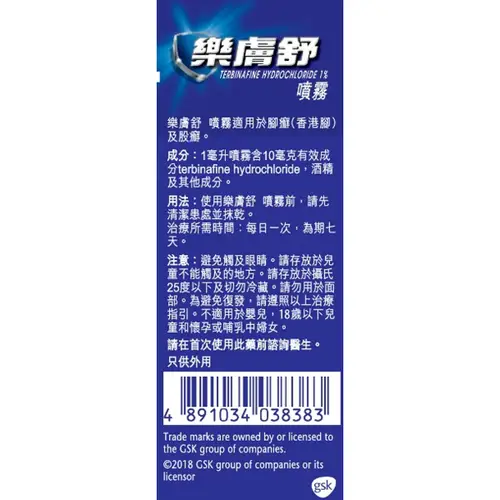 樂膚舒
TERBINAFINE HYDROCHLORIDE 1%
噴霧
樂膚舒 噴霧適用於腳癬(香港腳)
及股癬。
成分：1毫升噴霧含10毫克有效成
分terbinafine hydrochloride，酒精
及其他成分。
用法：使用樂膚舒 噴霧前，請先
清潔患處並抹乾。
治療所需時間：每日一次，為期七
天。
注意：避免觸及眼睛。請存放於兒
童不能觸及的地方。請存放於攝氏
25度以下及切勿冷藏。請勿用於面
部。為避免復發，請遵照以上治療
指引。不適用於嬰兒，18歲以下兒
童和懷孕或哺乳中婦女。
請在首次使用此藥前諮詢醫生。
只供外用
4 891034 038383
Trade marks are owned by or licensed to
the GSK group of companies.
©2018 GSK group of companies or its
licensor
gsk